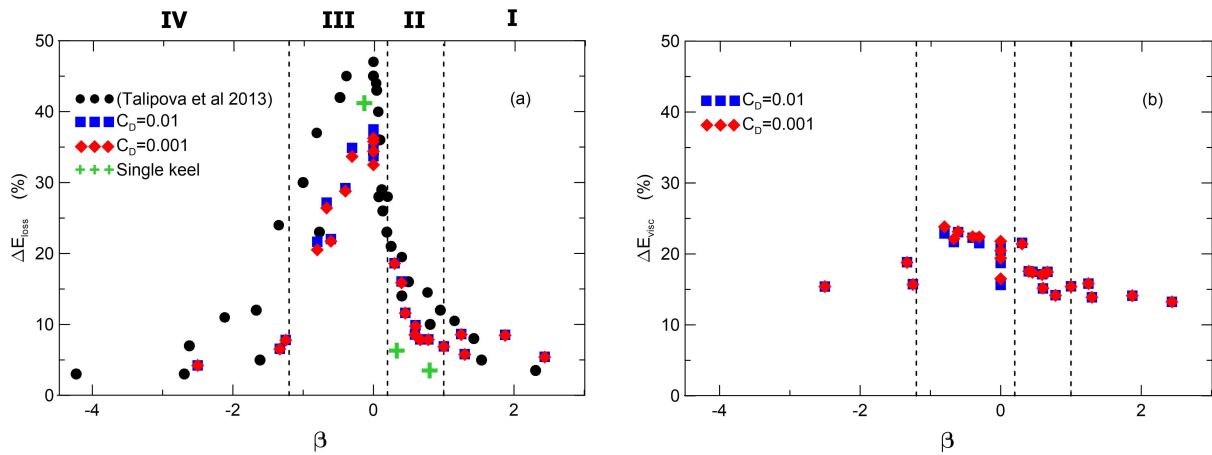 IV III II I
50
40
30
20
10
0
ΔE_loss (%)
(Talipova et al 2013)
C_D=0.01
C_D=0.001
Single keel
(a)
-4 -2 0 2
β
50
40
30
20
10
0
ΔE_visc (%)
C_D=0.01
C_D=0.001
(b)
-4 -2 0 2
β